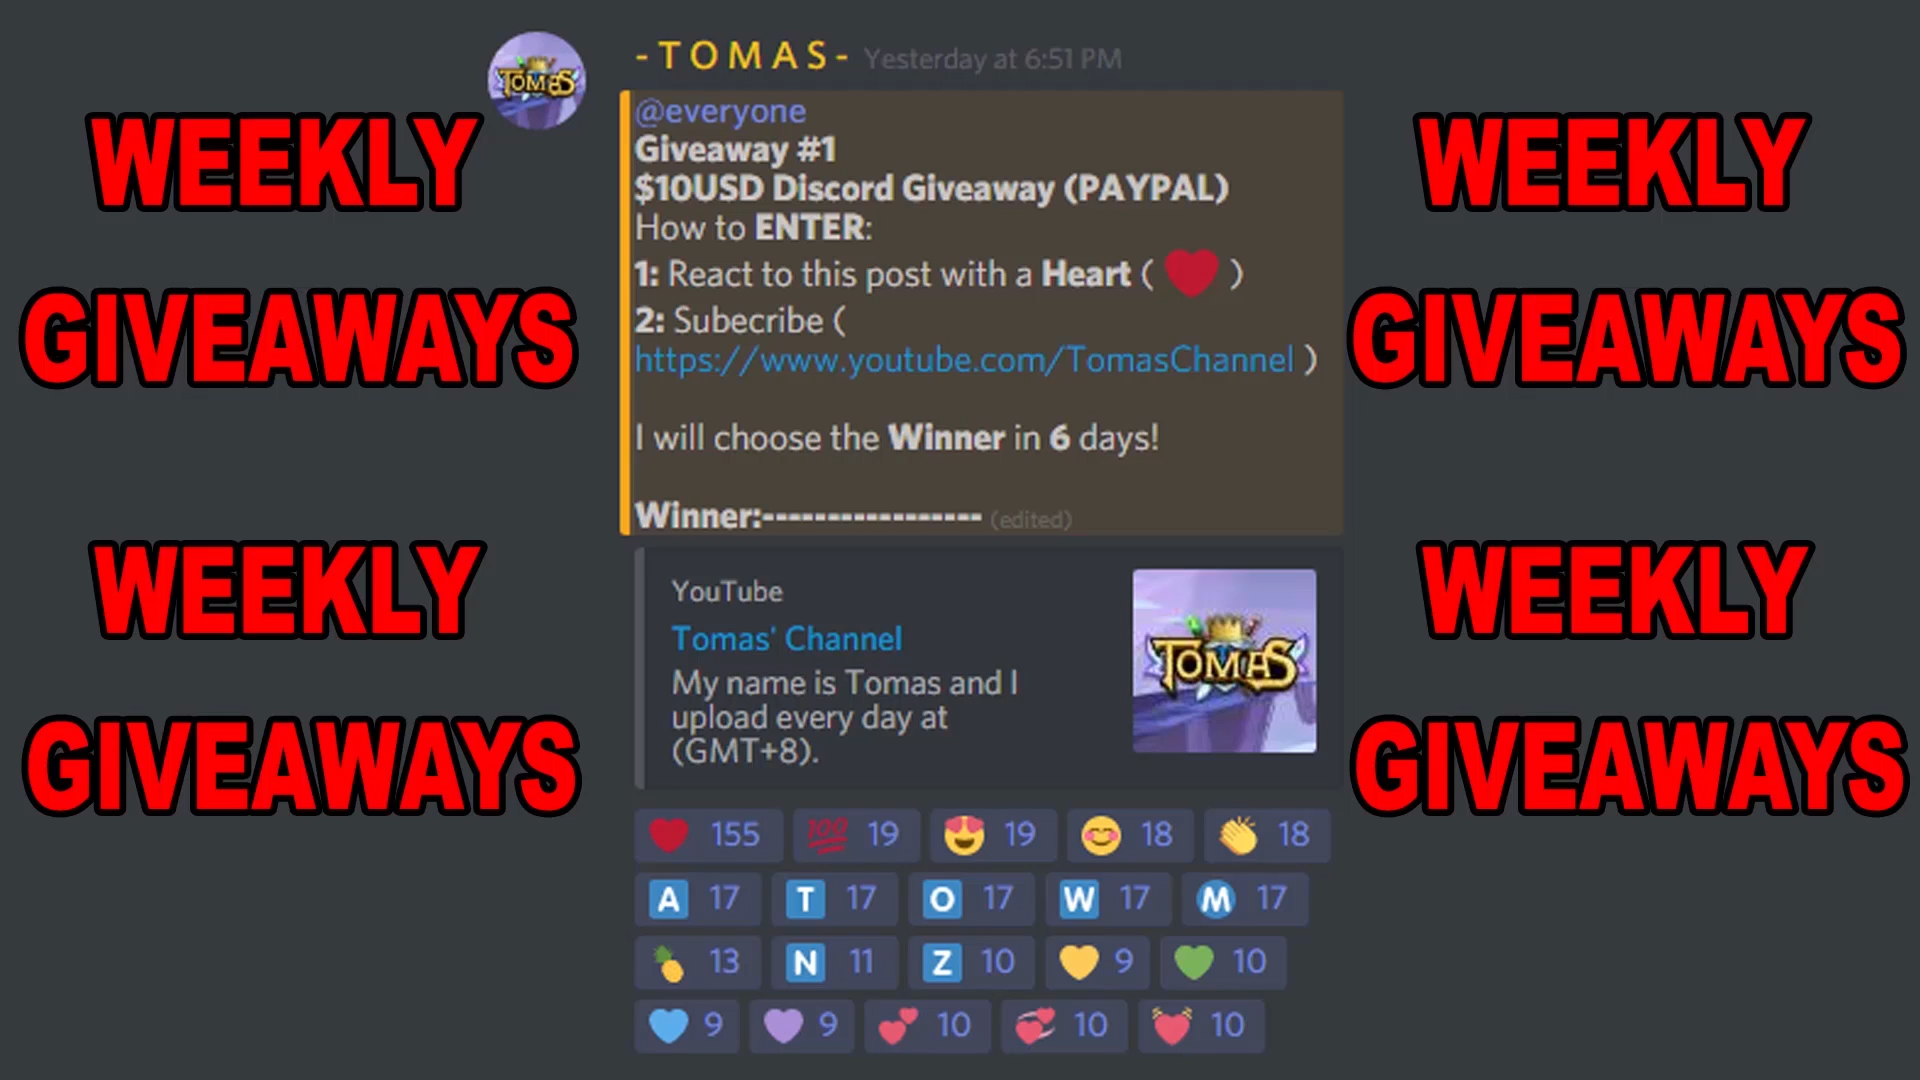 WEEKLY
GIVEAWAYS
WEEKLY
GIVEAWAYS
TOMAS
-TOMAS- Yesterday at 6:51 PM
@everyone
Giveaway #1
$10USD Discord Giveaway (PAYPAL)
How to ENTER:
1: React to this post with a Heart ( ❤ )
2: Subecribe (
https://www.youtube.com/TomasChannel )
I will choose the Winner in 6 days!
Winner:----------------- (edited)
YouTube
Tomas' Channel
My name is Tomas and I
upload every day at
(GMT+8).
TOMAS
155 100 19 19 18 18
A 17 T 17 O 17 W 17 M 17
13 N 11 Z 10 9 10
9 9 10 10 10
WEEKLY
GIVEAWAYS
WEEKLY
GIVEAWAYS